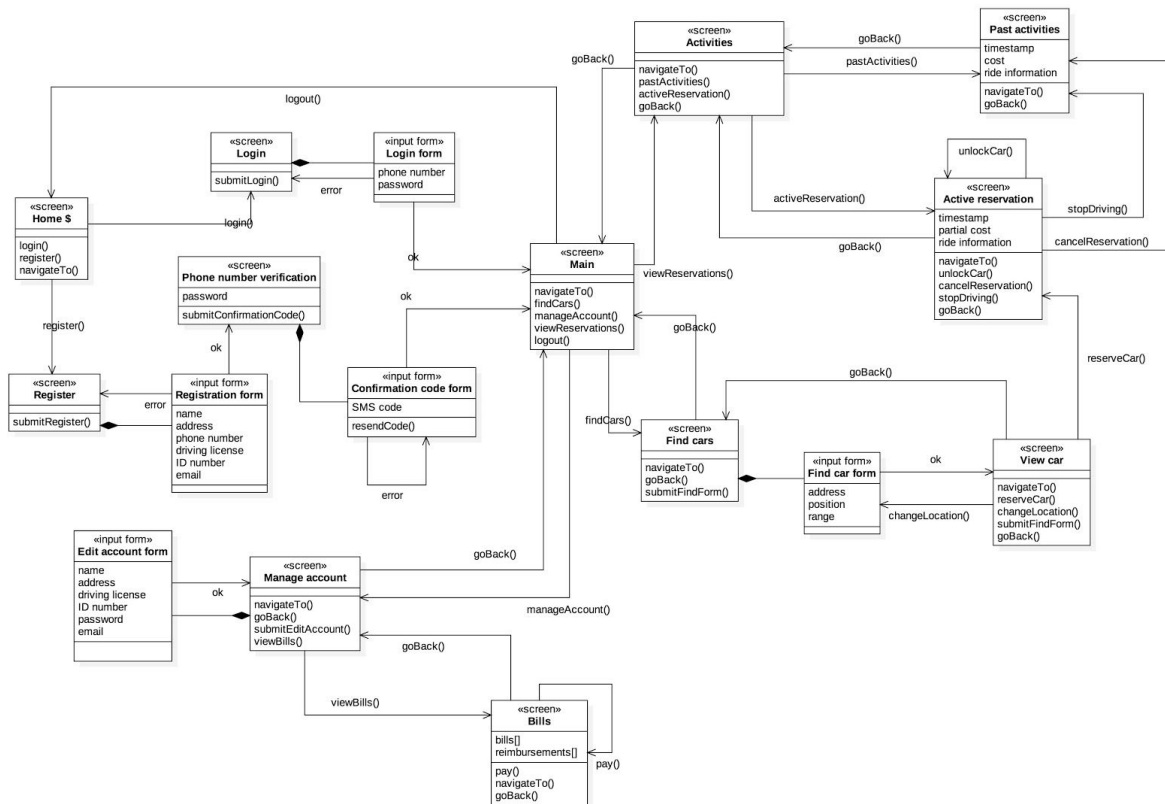 «screen»
Activities
navigateTo()
pastActivities()
activeReservation()
goBack()
goBack()
pastActivities()
«screen»
Past activities
timestamp
cost
ride information
navigateTo()
goBack()
goBack()
logout()
«screen»
Login
submitLogin()
error
«input form»
Login form
phone number
password
login()
ok
«screen»
Home $
login()
register()
navigateTo()
register()
«screen»
Phone number verification
password
submitConfirmationCode()
ok
ok
unlockCar()
«screen»
Active reservation
timestamp
partial cost
ride information
navigateTo()
unlockCar()
cancelReservation()
stopDriving()
goBack()
activeReservation()
goBack()
stopDriving()
cancelReservation()
reserveCar()
«screen»
Main
navigateTo()
findCars()
manageAccount()
viewReservations()
logout()
viewReservations()
goBack()
findCars()
«screen»
Register
submitRegister()
error
«input form»
Registration form
name
address
phone number
driving license
ID number
email
«input form»
Confirmation code form
SMS code
resendCode()
error
goBack()
«screen»
Find cars
navigateTo()
goBack()
submitFindForm()
«input form»
Find car form
address
position
range
ok
changeLocation()
«screen»
View car
navigateTo()
reserveCar()
changeLocation()
submitFindForm()
goBack()
«input form»
Edit account form
name
address
driving license
ID number
password
email
ok
«screen»
Manage account
navigateTo()
goBack()
submitEditAccount()
viewBills()
goBack()
manageAccount()
goBack()
viewBills()
«screen»
Bills
bills[]
reimbursements[]
pay()
navigateTo()
goBack()
pay()